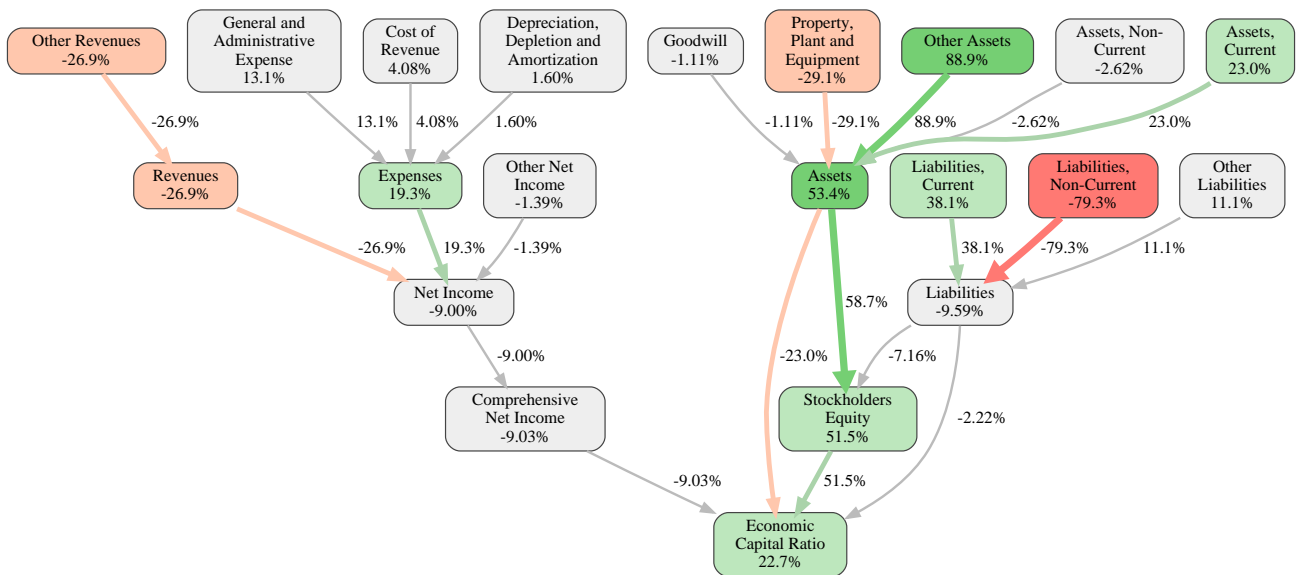 Other Revenues
-26.9%
General and
Administrative
Expense
13.1%
Cost of
Revenue
4.08%
Depreciation,
Depletion and
Amortization
1.60%
Goodwill
-1.11%
Property,
Plant and
Equipment
-29.1%
Other Assets
88.9%
Assets, Non-
Current
-2.62%
Assets,
Current
23.0%
-26.9%
13.1%
4.08%
1.60%
-1.11%
-29.1%
88.9%
-2.62%
23.0%
Revenues
-26.9%
Expenses
19.3%
Other Net
Income
-1.39%
Assets
53.4%
Liabilities,
Current
38.1%
Liabilities,
Non-Current
-79.3%
Other
Liabilities
11.1%
-26.9%
19.3%
-1.39%
38.1%
-79.3%
11.1%
Net Income
-9.00%
58.7%
Liabilities
-9.59%
-9.00%
-23.0%
-7.16%
Comprehensive
Net Income
-9.03%
Stockholders
Equity
51.5%
-2.22%
-9.03%
51.5%
Economic
Capital Ratio
22.7%